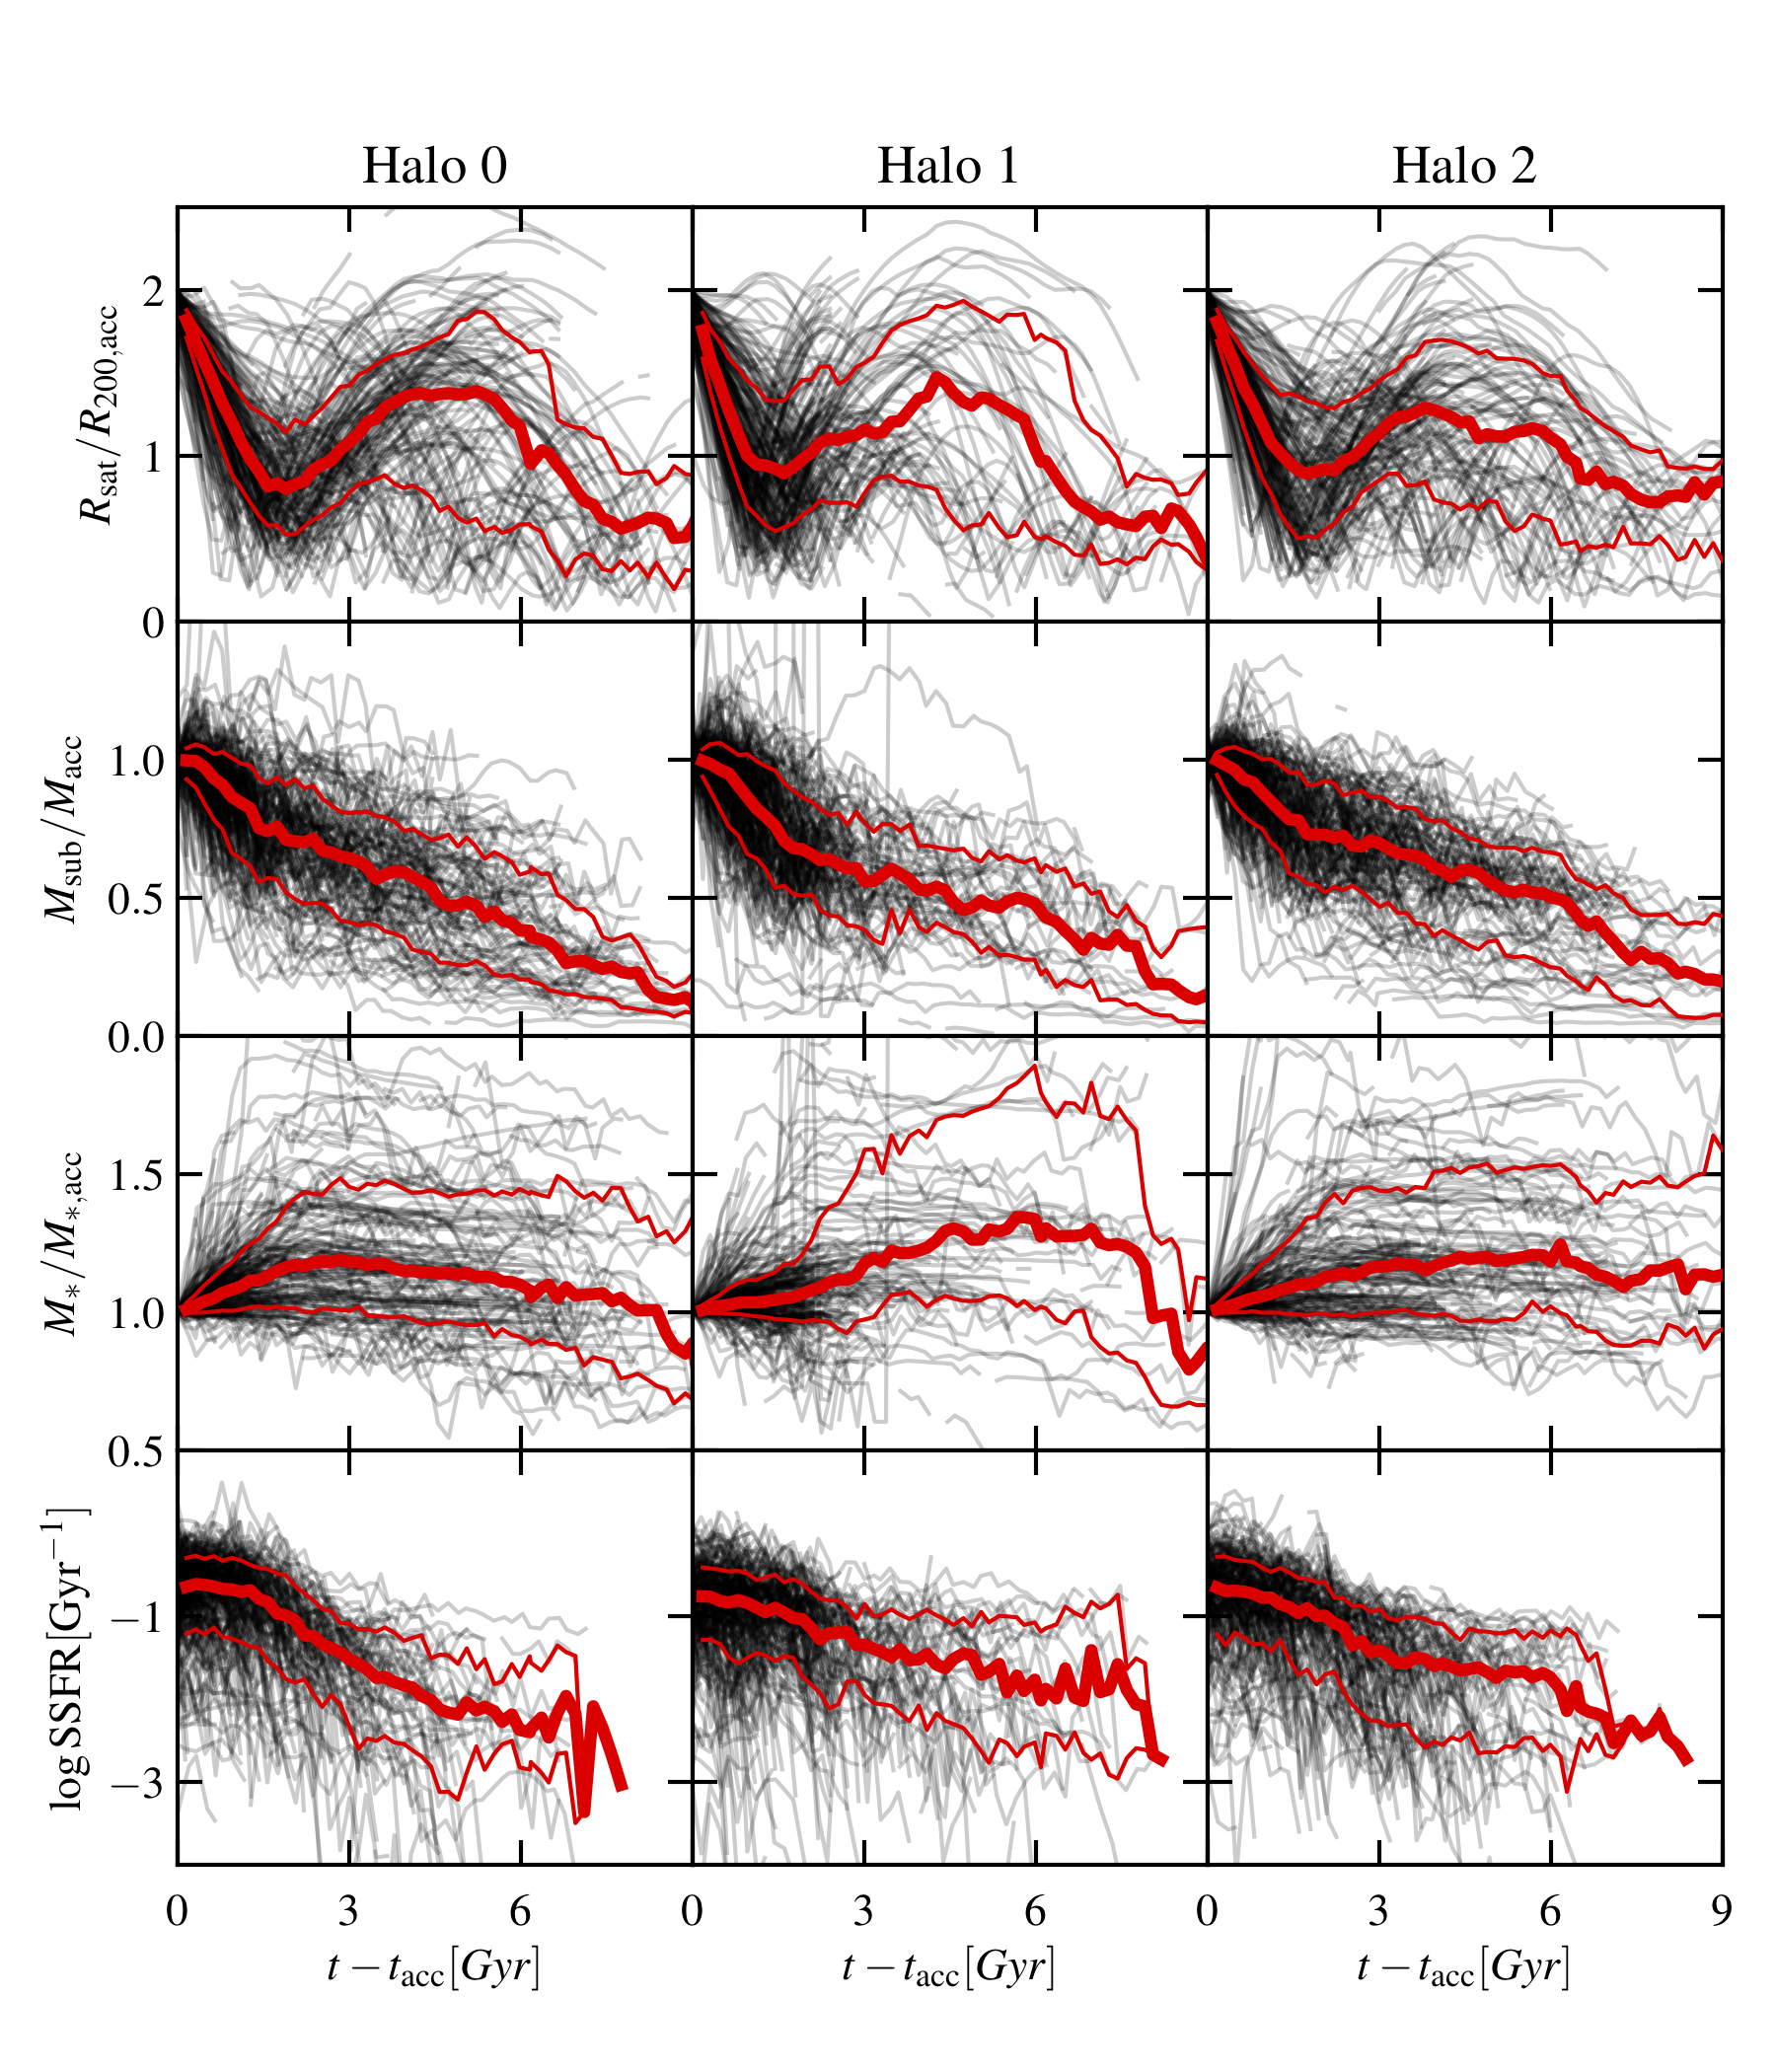 Halo 0 Halo 1 Halo 2
R_sat/R_200,acc
2
1
0
M_sub/M_acc
1.0
0.5
0.0
M_*/M_*,acc
1.5
1.0
0.5
log SSFR[Gyr⁻¹]
−1
−3
0 3 6 0 3 6 0 3 6 9
t − t_acc [Gyr] t − t_acc [Gyr] t − t_acc [Gyr]